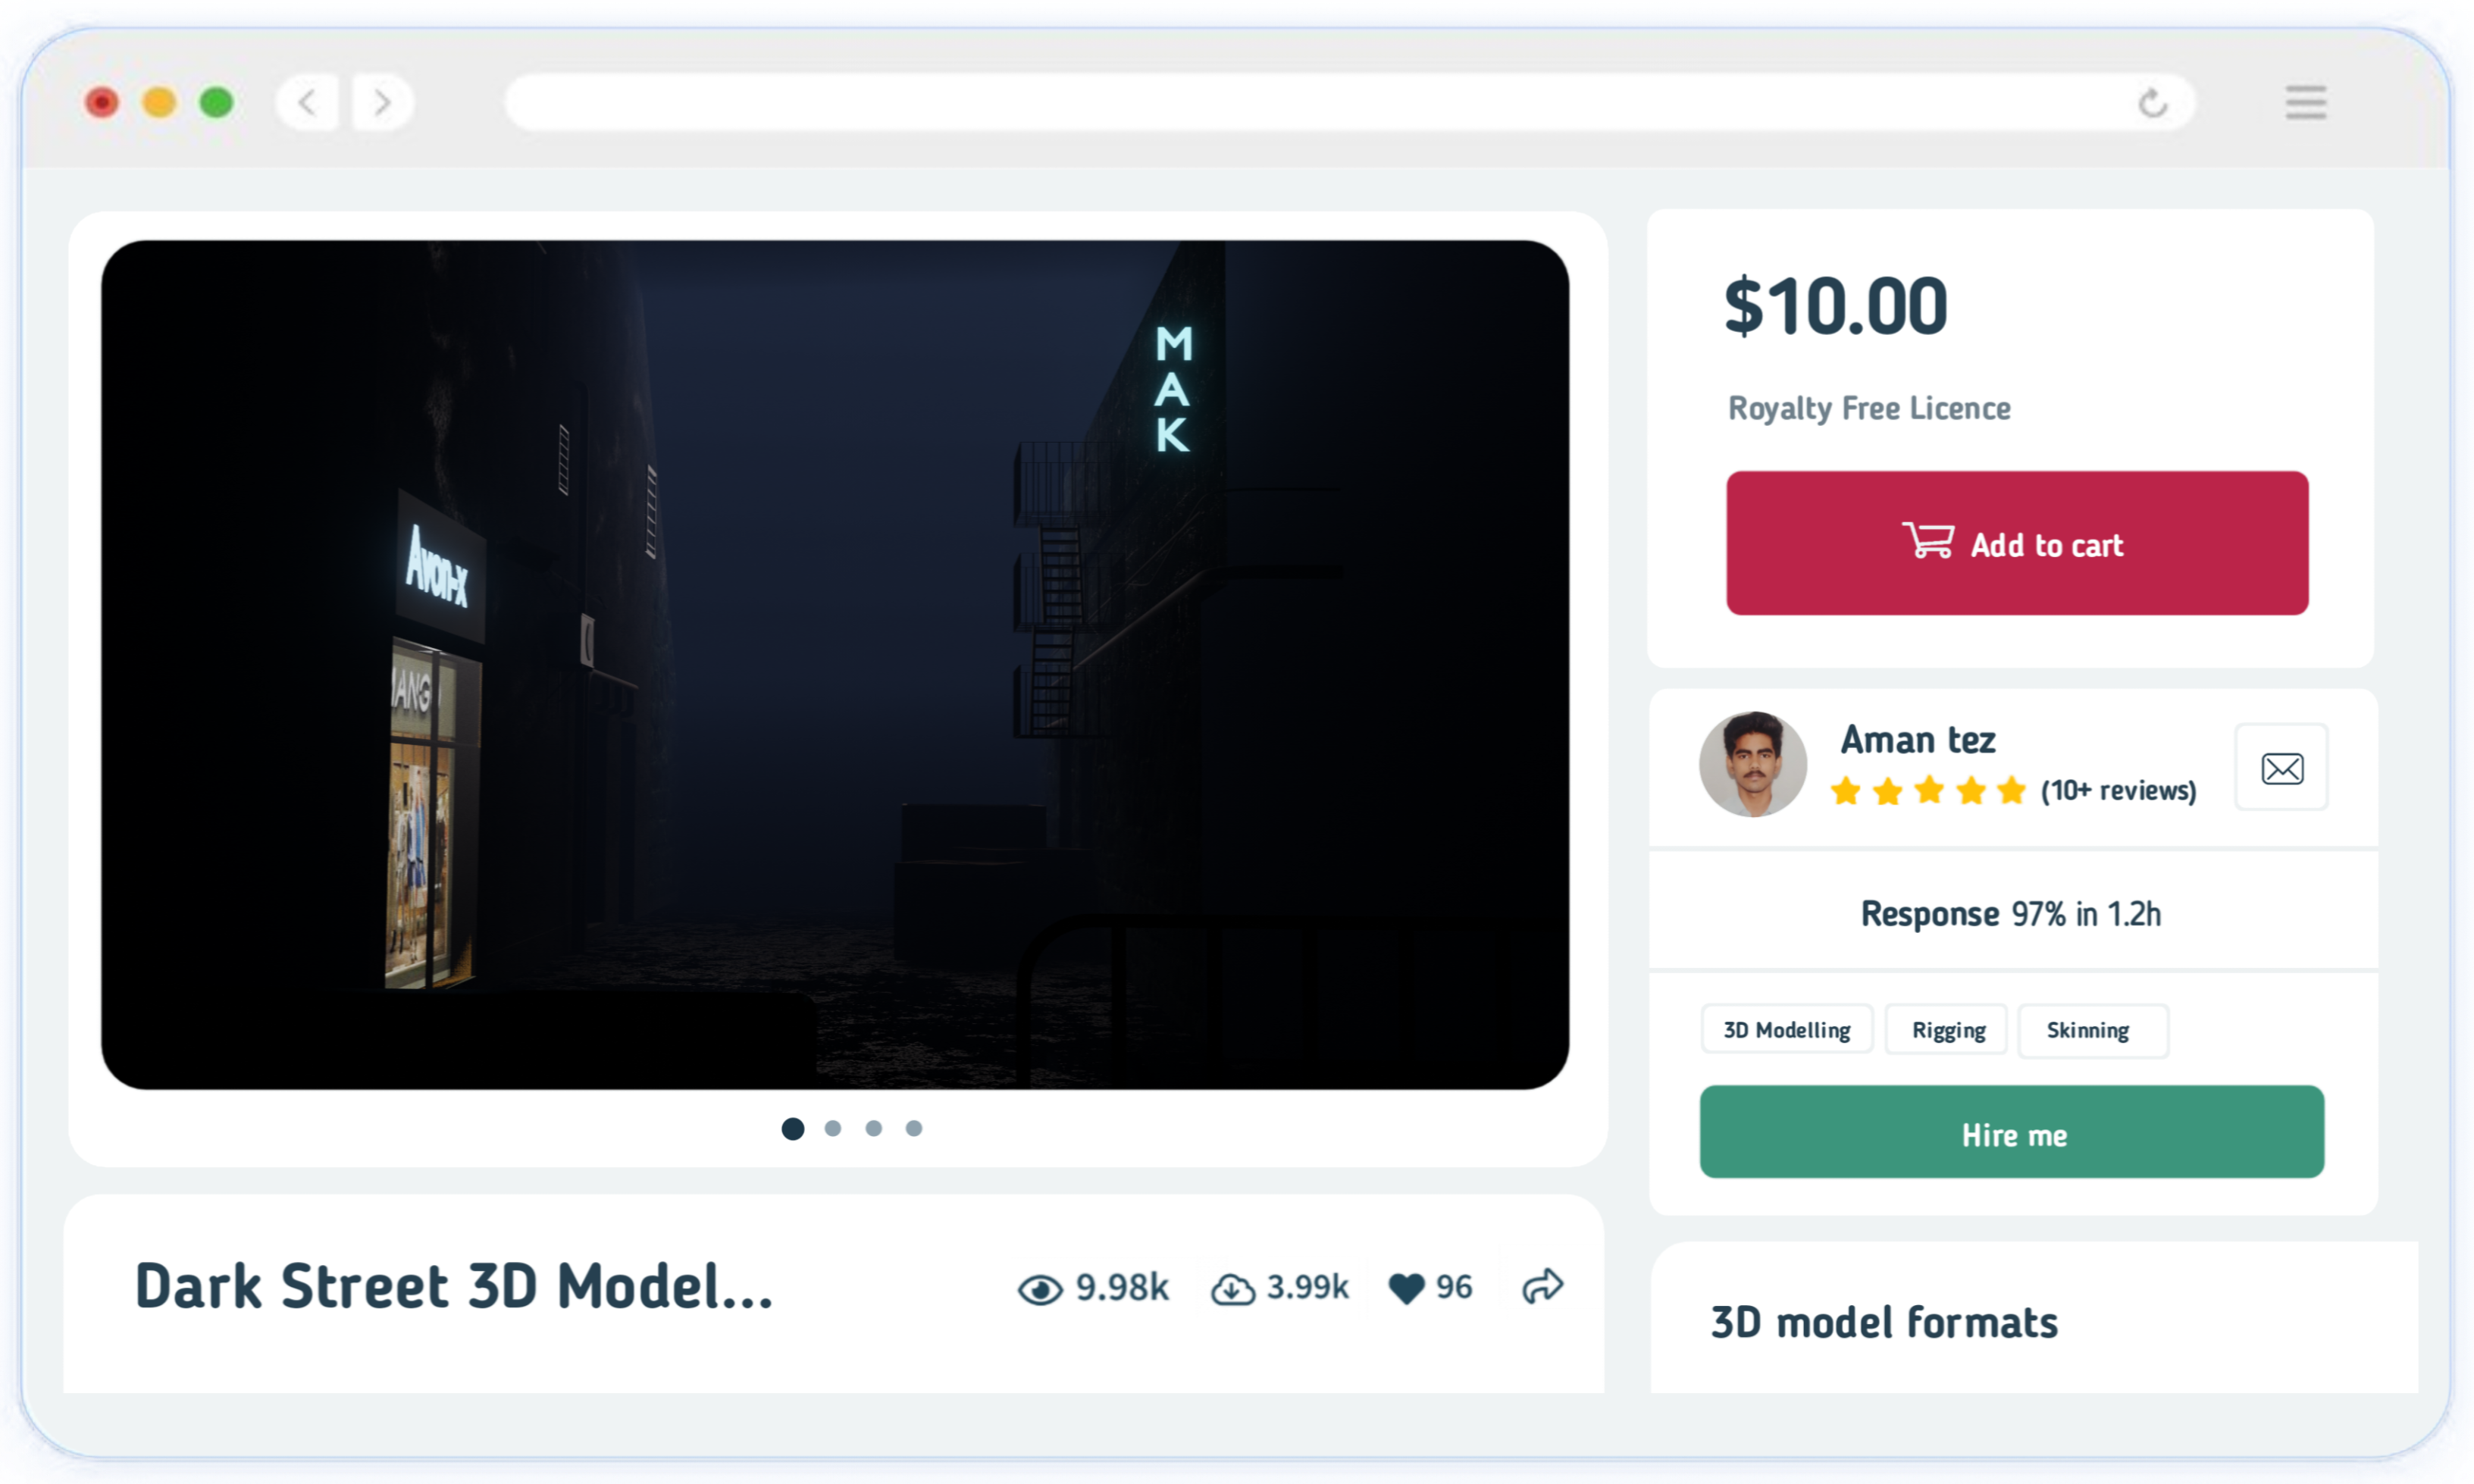 M
A
K
Avon-x
MANG
$10.00
Royalty Free Licence
Add to cart
Aman tez
(10+ reviews)
Response 97% in 1.2h
3D Modelling
Rigging
Skinning
Hire me
Dark Street 3D Model...
9.98k
3.99k
96
3D model formats